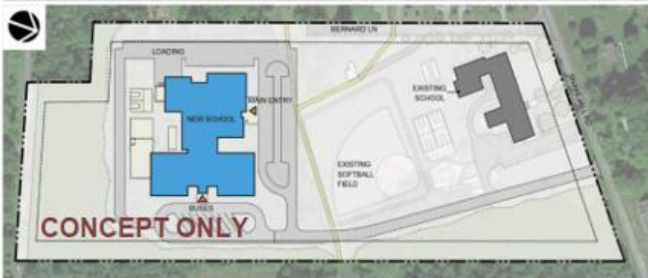 BERNARD LN
LOADING
MAIN ENTRY
EXISTING
SCHOOL
NEW SCHOOL
EXISTING
SOFTBALL
FIELD
BUSES
CONCEPT ONLY